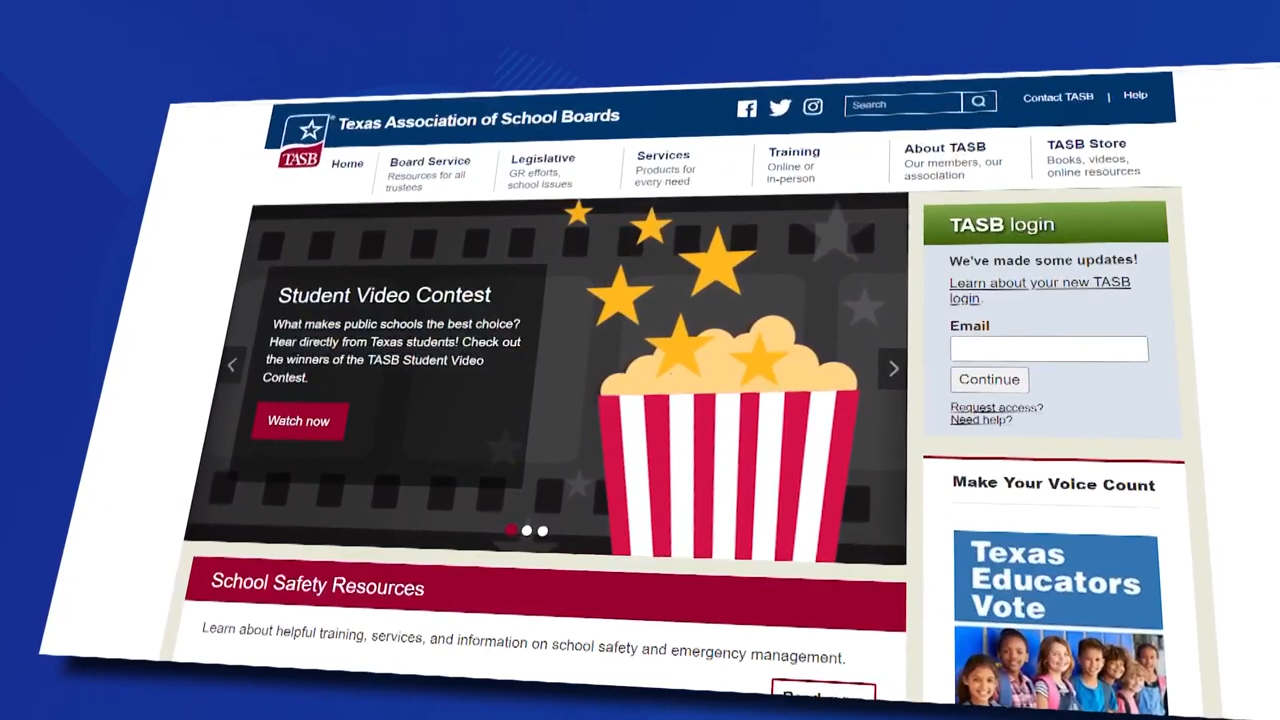 Texas Association of School Boards
TASB
Search
Contact TASB | Help
Home
Board Service
Resources for all
trustees
Legislative
GR efforts,
school issues
Services
Products for
every need
Training
Online or
In-person
About TASB
Our members, our
association
TASB Store
Books, videos,
online resources
Student Video Contest
What makes public schools the best choice?
Hear directly from Texas students! Check out
the winners of the TASB Student Video
Contest.
Watch now
TASB login
We've made some updates!
Learn about your new TASB
login.
Email
Continue
Request access?
Need help?
Make Your Voice Count
Texas
Educators
Vote
School Safety Resources
Learn about helpful training, services, and information on school safety and emergency management.